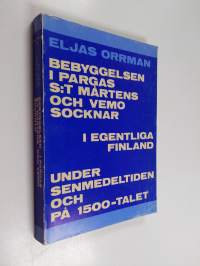 ELJAS ORRMAN
BEBYGGELSEN
I PARGAS
S:T MÅRTENS
OCH VEMO
SOCKNAR
I EGENTLIGA
FINLAND
UNDER
SENMEDELTIDEN
OCH
PÅ 1500-TALET